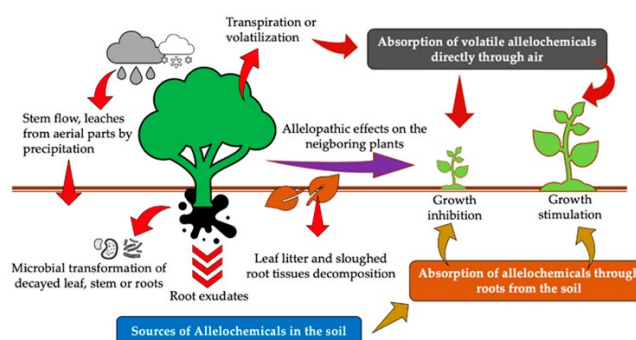 Transpiration or
volatilization
Absorption of volatile allelochemicals
directly through air
Stem flow, leaches
from aerial parts by
precipitation
Allelopathic effects on the
neigboring plants
Growth
inhibition
Growth
stimulation
Microbial transformation of
decayed leaf, stem or roots
Root exudates
Leaf litter and sloughed
root tissues decomposition
Absorption of allelochemicals through
roots from the soil
Sources of Allelochemicals in the soil